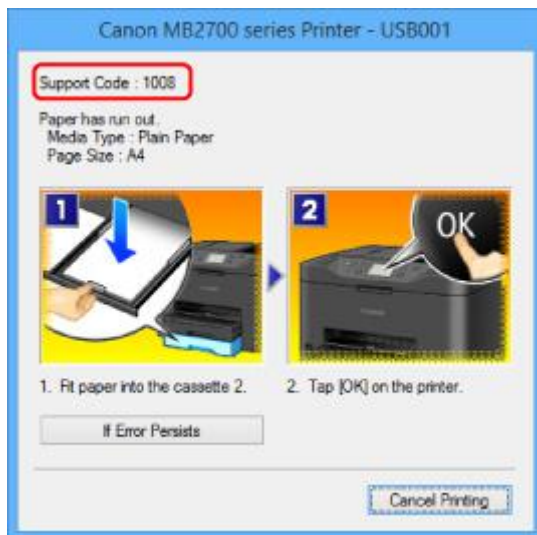 Canon MB2700 series Printer - USB001
Support Code : 1008
Paper has run out.
Media Type : Plain Paper
Page Size : A4
1
2
OK
1. Fit paper into the cassette 2.
2. Tap [OK] on the printer.
If Error Persists
Cancel Printing